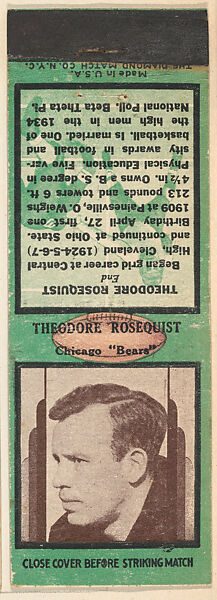 Made in U.S.A.
THE DIAMOND MATCH CO. N.Y.C.
THEODORE ROSEQUIST
End
Began grid career at Central
High, Cleveland (1924-5-6-7)
and continued at Ohio State.
Birthday April 27, first one
1909 at Painesville, O. Weighs
213 pounds and towers 6 ft.
4½ in. Owns a B. S. degree in
Physical Education. Five ver-
sity awards in football and
basketball. Is married. One of
the high men in the 1934
National Poll. Beta Theta Pi.
THEODORE ROSEQUIST
Chicago "Bears"
CLOSE COVER BEFORE STRIKING MATCH